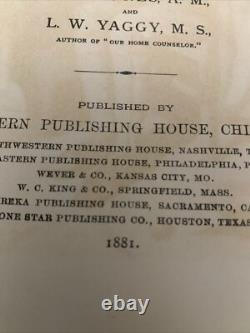 A. M.,
AND
L. W. YAGGY, M. S.,
AUTHOR OF "OUR HOME COUNSELOR."
PUBLISHED BY
ERN PUBLISHING HOUSE, CHI
THWESTERN PUBLISHING HOUSE, NASHVILLE, T
EASTERN PUBLISHING HOUSE, PHILADELPHIA, P
WEVER & CO., KANSAS CITY, MO.
W. C. KING & CO., SPRINGFIELD, MASS.
REKA PUBLISHING HOUSE, SACRAMENTO, CA
ONE STAR PUBLISHING CO., HOUSTON, TEXAS
1881.